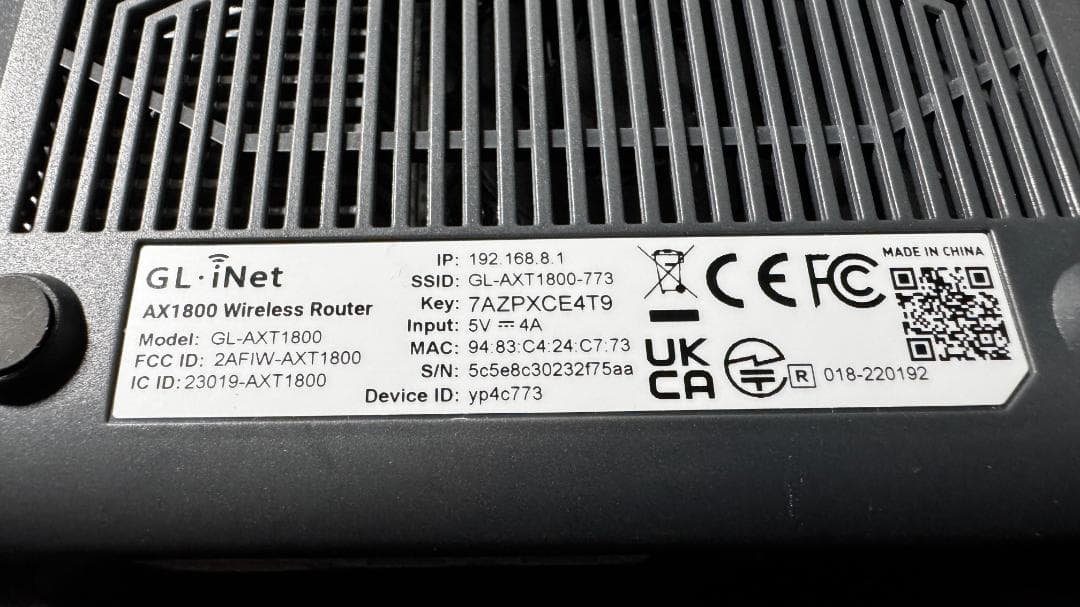 GL·iNet
AX1800 Wireless Router
Model: GL-AXT1800
FCC ID: 2AFIW-AXT1800
IC ID: 23019-AXT1800
IP: 192.168.8.1
SSID: GL-AXT1800-773
Key: 7AZPXCE4T9
Input: 5V ⎓ 4A
MAC: 94:83:C4:24:C7:73
S/N: 5c5e8c30232f75aa
Device ID: yp4c773
CE FC
MADE IN CHINA
UK
CA
R 018-220192